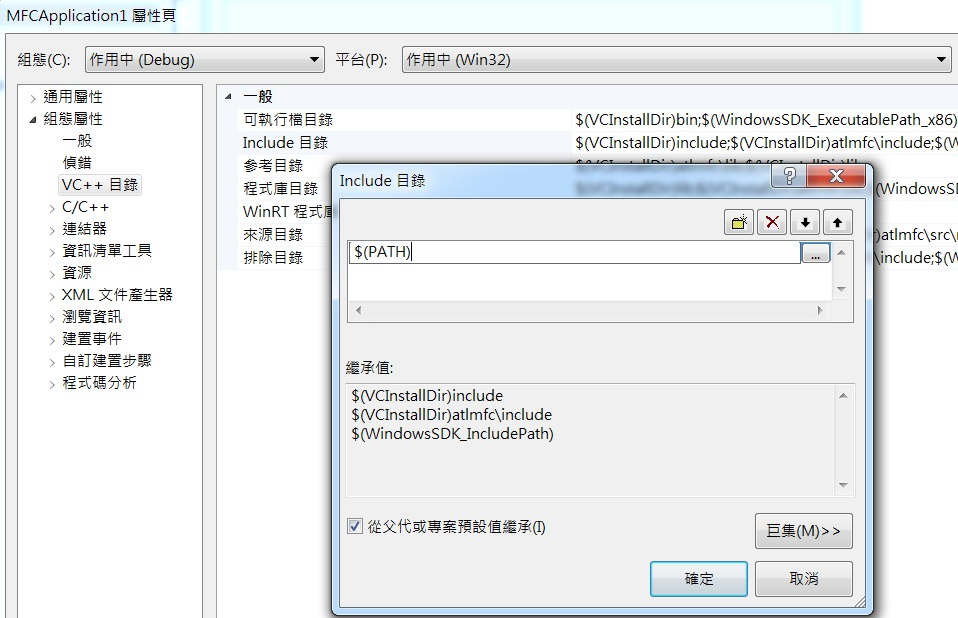 MFCApplication1 屬性頁
組態(C): 作用中 (Debug) 平台(P): 作用中 (Win32)
通用屬性
組態屬性
一般
偵錯
VC++ 目錄
C/C++
連結器
資訊清單工具
資源
XML 文件產生器
瀏覽資訊
建置事件
自訂建置步驟
程式碼分析
一般
可執行檔目錄 $(VCInstallDir)bin;$(WindowsSDK_ExecutablePath_x86)
Include 目錄 $(VCInstallDir)include;$(VCInstallDir)atlmfc\include;$(W
參考目錄
程式庫目錄 (WindowsSD
WinRT 程式庫
來源目錄 )atlmfc\src\
排除目錄 \include;$(W
Include 目錄
$(PATH)
...
繼承值:
$(VCInstallDir)include
$(VCInstallDir)atlmfc\include
$(WindowsSDK_IncludePath)
從父代或專案預設值繼承(I)
巨集(M)>>
確定 取消